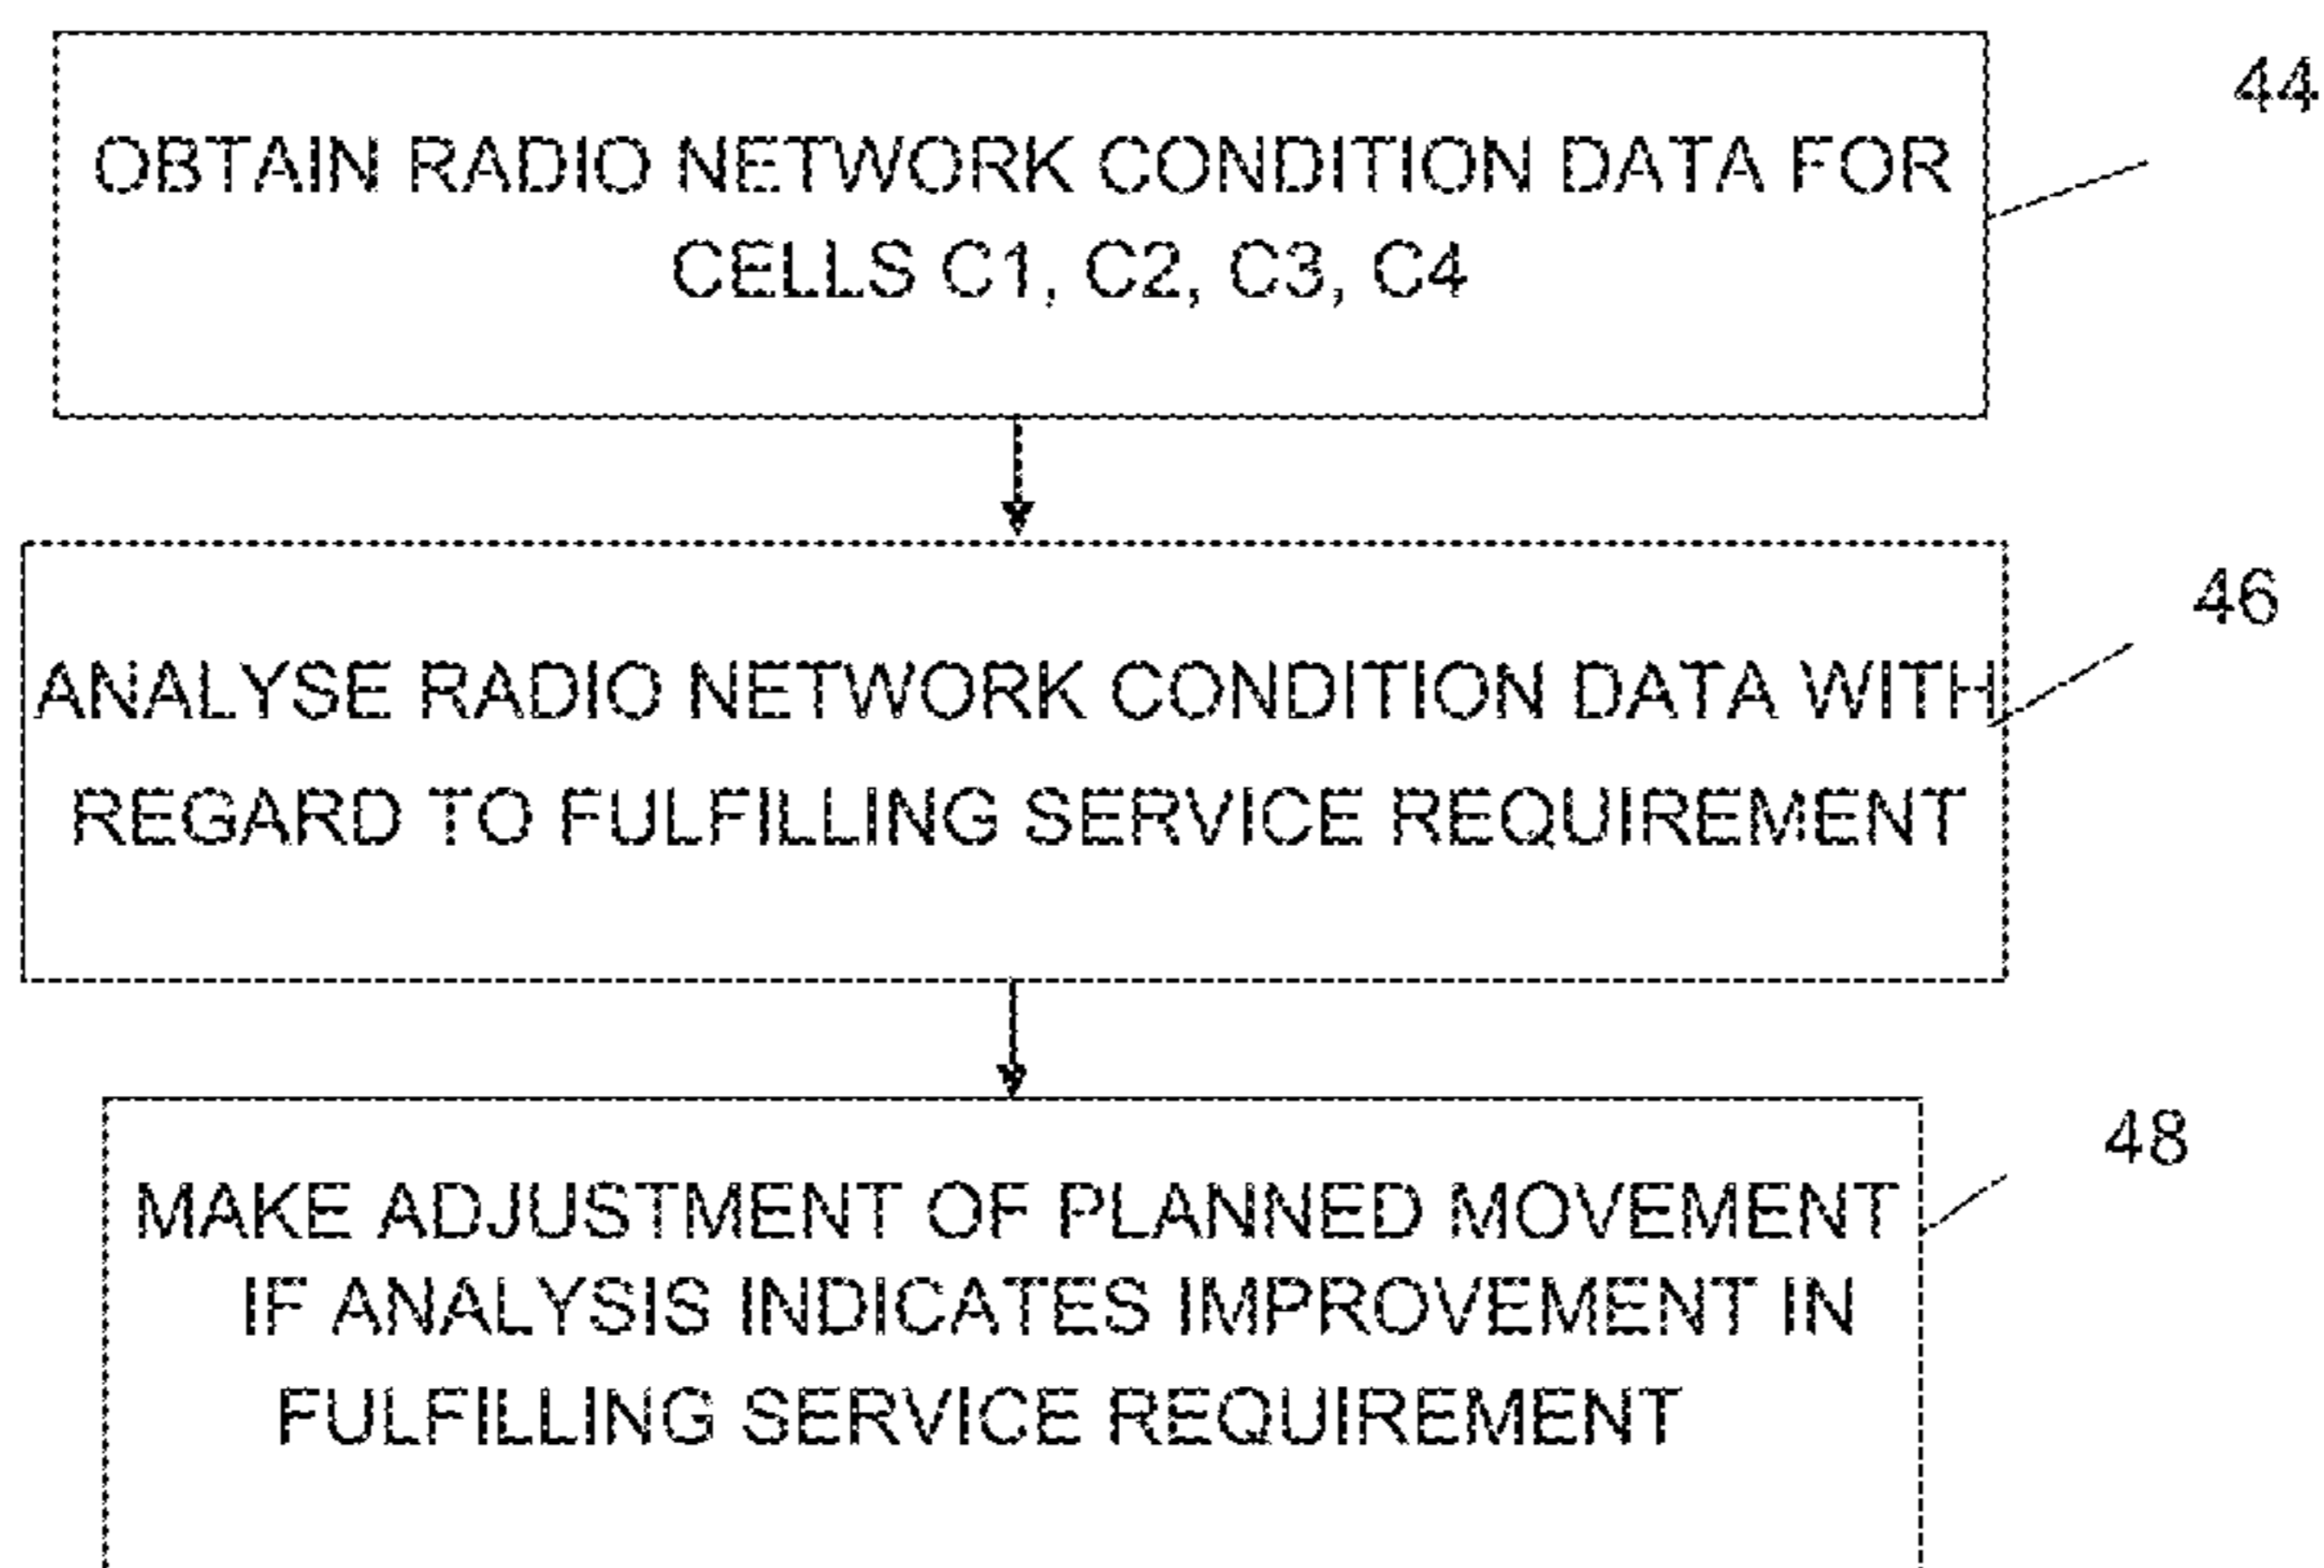 OBTAIN RADIO NETWORK CONDITION DATA FOR
CELLS C1, C2, C3, C4
44
ANALYSE RADIO NETWORK CONDITION DATA WITH
REGARD TO FULFILLING SERVICE REQUIREMENT
46
MAKE ADJUSTMENT OF PLANNED MOVEMENT
IF ANALYSIS INDICATES IMPROVEMENT IN
FULFILLING SERVICE REQUIREMENT
48